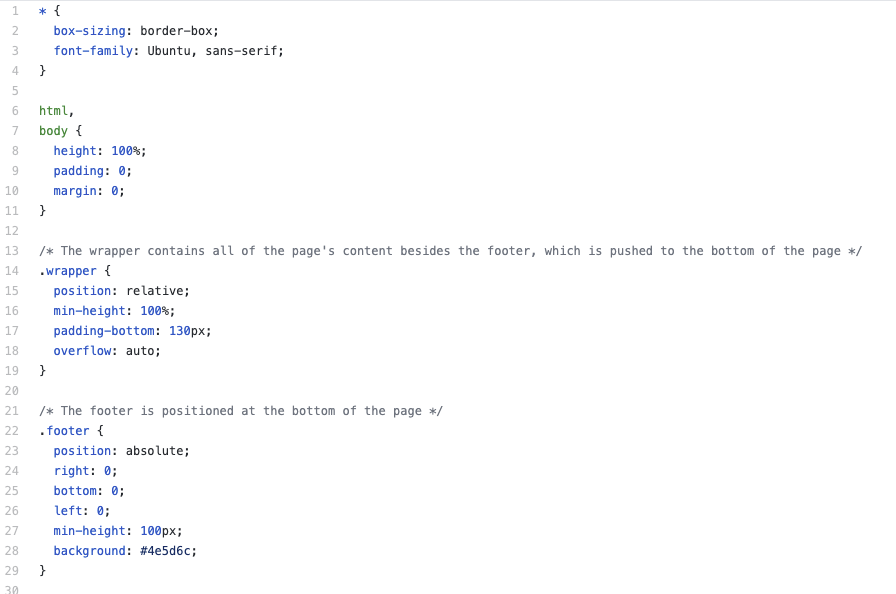 1 * {
2 box-sizing: border-box;
3 font-family: Ubuntu, sans-serif;
4 }
5
6 html,
7 body {
8 height: 100%;
9 padding: 0;
10 margin: 0;
11 }
12
13 /* The wrapper contains all of the page's content besides the footer, which is pushed to the bottom of the page */
14 .wrapper {
15 position: relative;
16 min-height: 100%;
17 padding-bottom: 130px;
18 overflow: auto;
19 }
20
21 /* The footer is positioned at the bottom of the page */
22 .footer {
23 position: absolute;
24 right: 0;
25 bottom: 0;
26 left: 0;
27 min-height: 100px;
28 background: #4e5d6c;
29 }
30